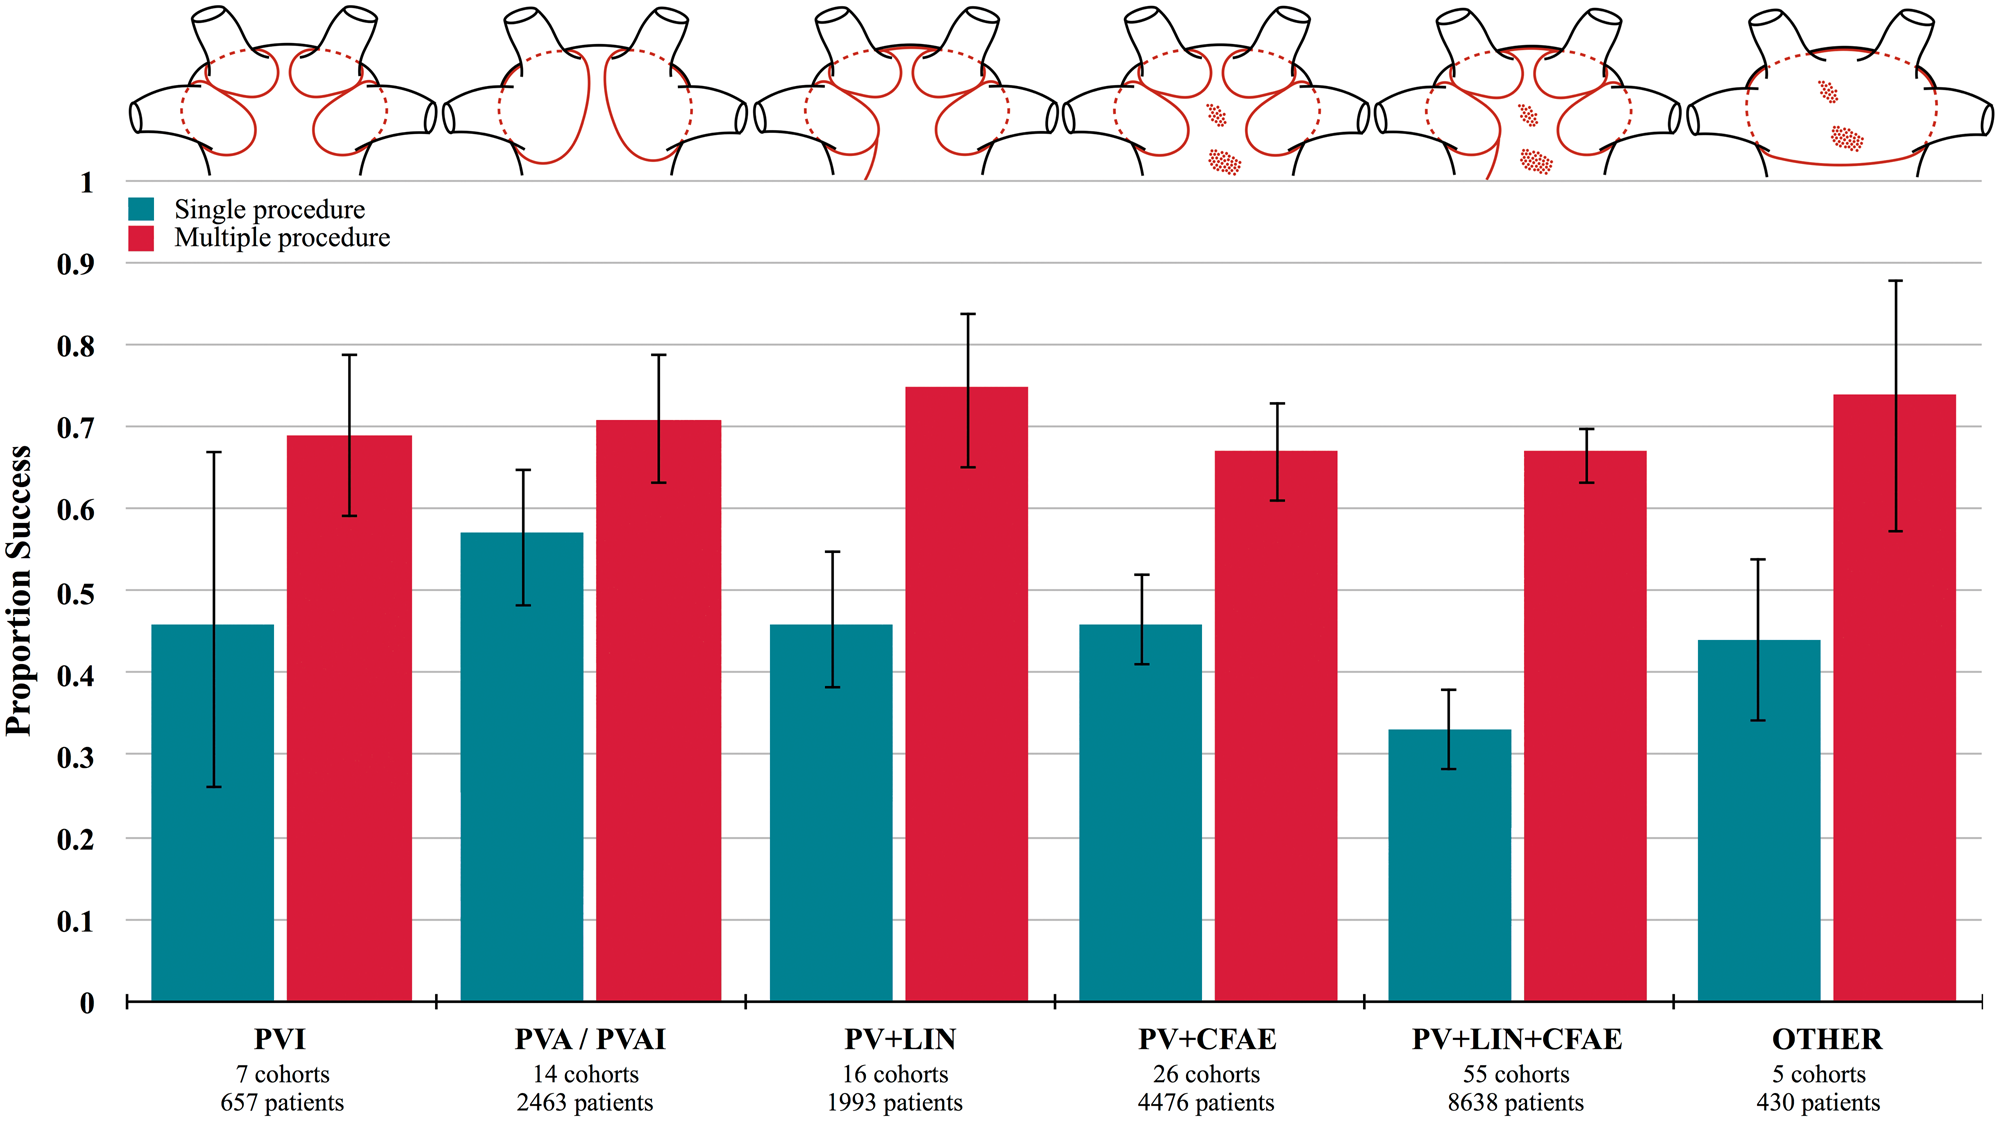 1
Single procedure
Multiple procedure
0.9
0.8
0.7
0.6
0.5
0.4
0.3
0.2
0.1
0
Proportion Success
PVI
7 cohorts
657 patients
PVA / PVAI
14 cohorts
2463 patients
PV+LIN
16 cohorts
1993 patients
PV+CFAE
26 cohorts
4476 patients
PV+LIN+CFAE
55 cohorts
8638 patients
OTHER
5 cohorts
430 patients